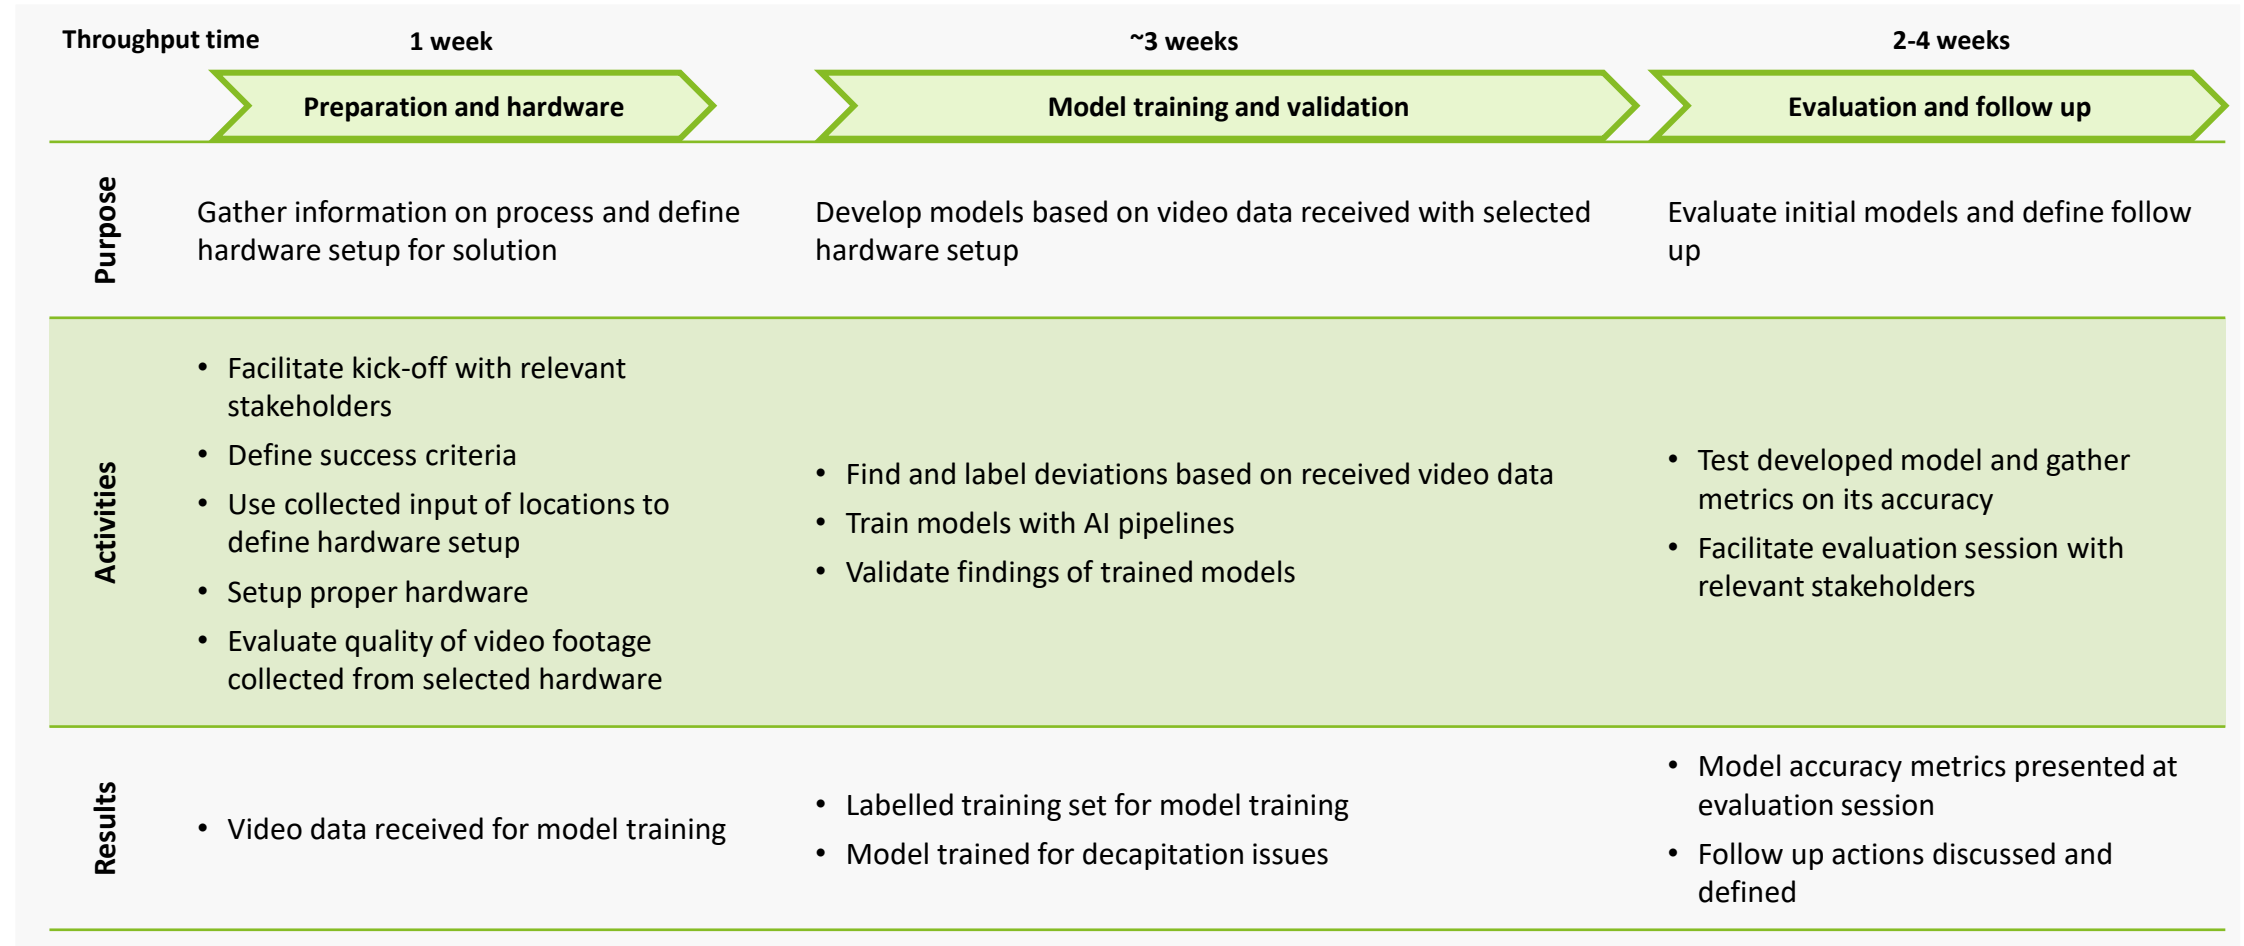 Throughput time
1 week
~3 weeks
2-4 weeks
Preparation and hardware
Model training and validation
Evaluation and follow up
Purpose
Gather information on process and define
hardware setup for solution
Develop models based on video data received with selected
hardware setup
Evaluate initial models and define follow
up
Activities
• Facilitate kick-off with relevant
stakeholders
• Define success criteria
• Use collected input of locations to
define hardware setup
• Setup proper hardware
• Evaluate quality of video footage
collected from selected hardware
• Find and label deviations based on received video data
• Train models with AI pipelines
• Validate findings of trained models
• Test developed model and gather
metrics on its accuracy
• Facilitate evaluation session with
relevant stakeholders
Results
• Video data received for model training
• Labelled training set for model training
• Model trained for decapitation issues
• Model accuracy metrics presented at
evaluation session
• Follow up actions discussed and
defined